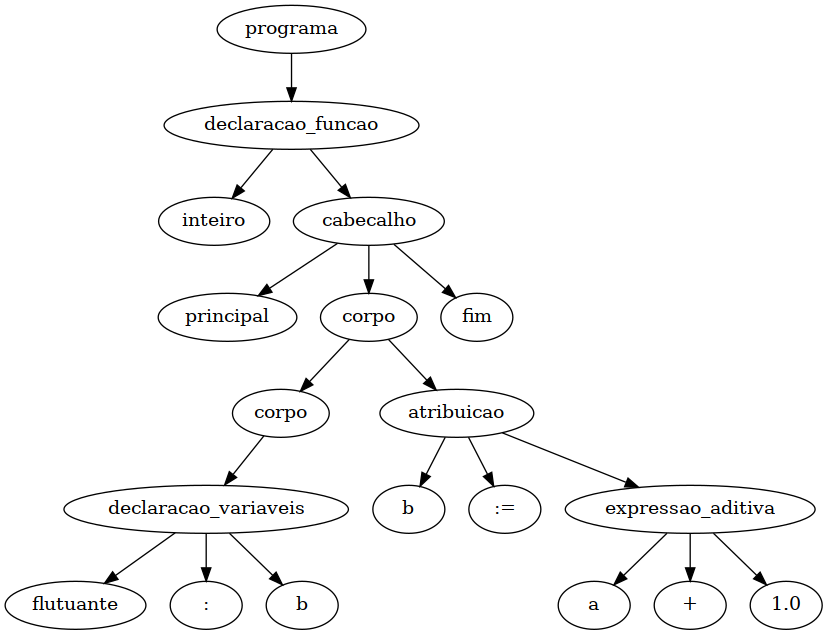 programa
declaracao_funcao
inteiro
cabecalho
principal
corpo
fim
corpo
atribuicao
declaracao_variaveis
b
:=
expressao_aditiva
flutuante
:
b
a
+
1.0